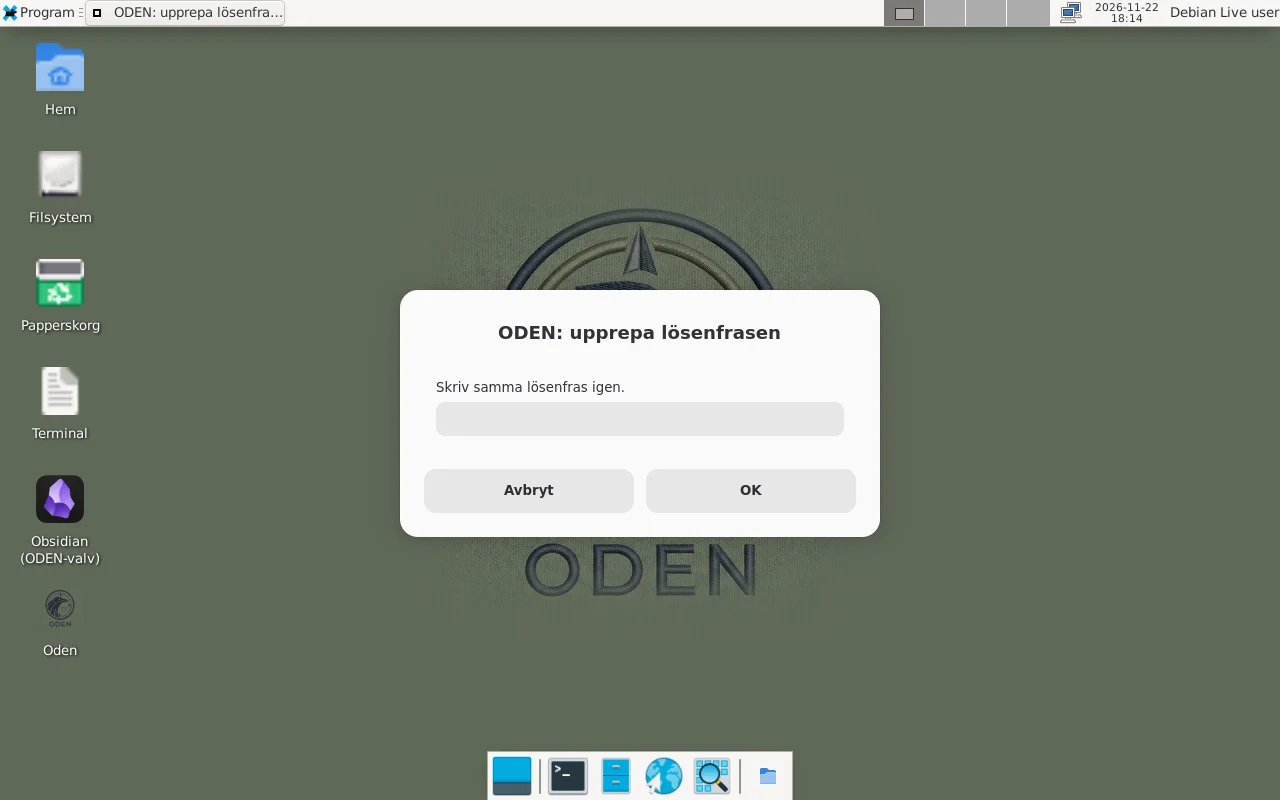 Program
ODEN: upprepa lösenfra...
2026-11-22
18:14
Debian Live user
Hem
Filsystem
Papperskorg
Terminal
Obsidian
(ODEN-valv)
ODEN
Oden
ODEN: upprepa lösenfrasen
Skriv samma lösenfras igen.
Avbryt
OK
ODEN
>_